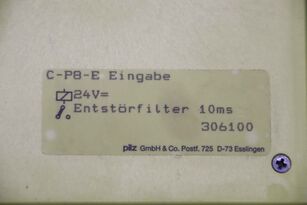 C-P8-E Eingabe
24V=
Entstörfilter 10ms
306100
pilz GmbH & Co. Postf. 725 D-73 Esslingen